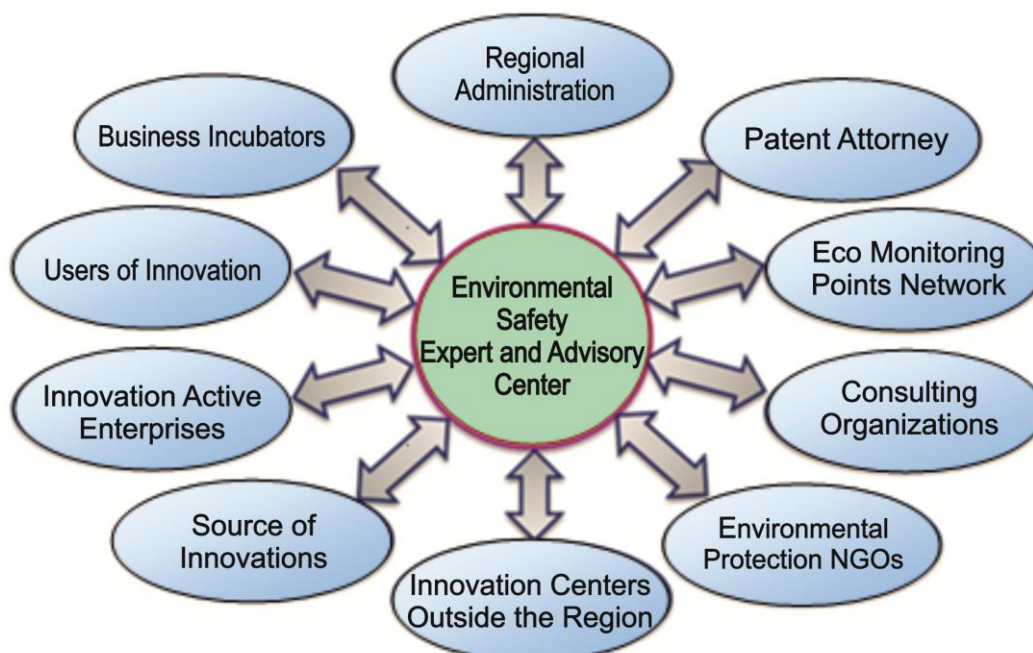 Regional
Administration
Business Incubators
Patent Attorney
Users of Innovation
Eco Monitoring
Points Network
Environmental
Safety
Expert and Advisory
Center
Innovation Active
Enterprises
Consulting
Organizations
Source of
Innovations
Environmental
Protection NGOs
Innovation Centers
Outside the Region